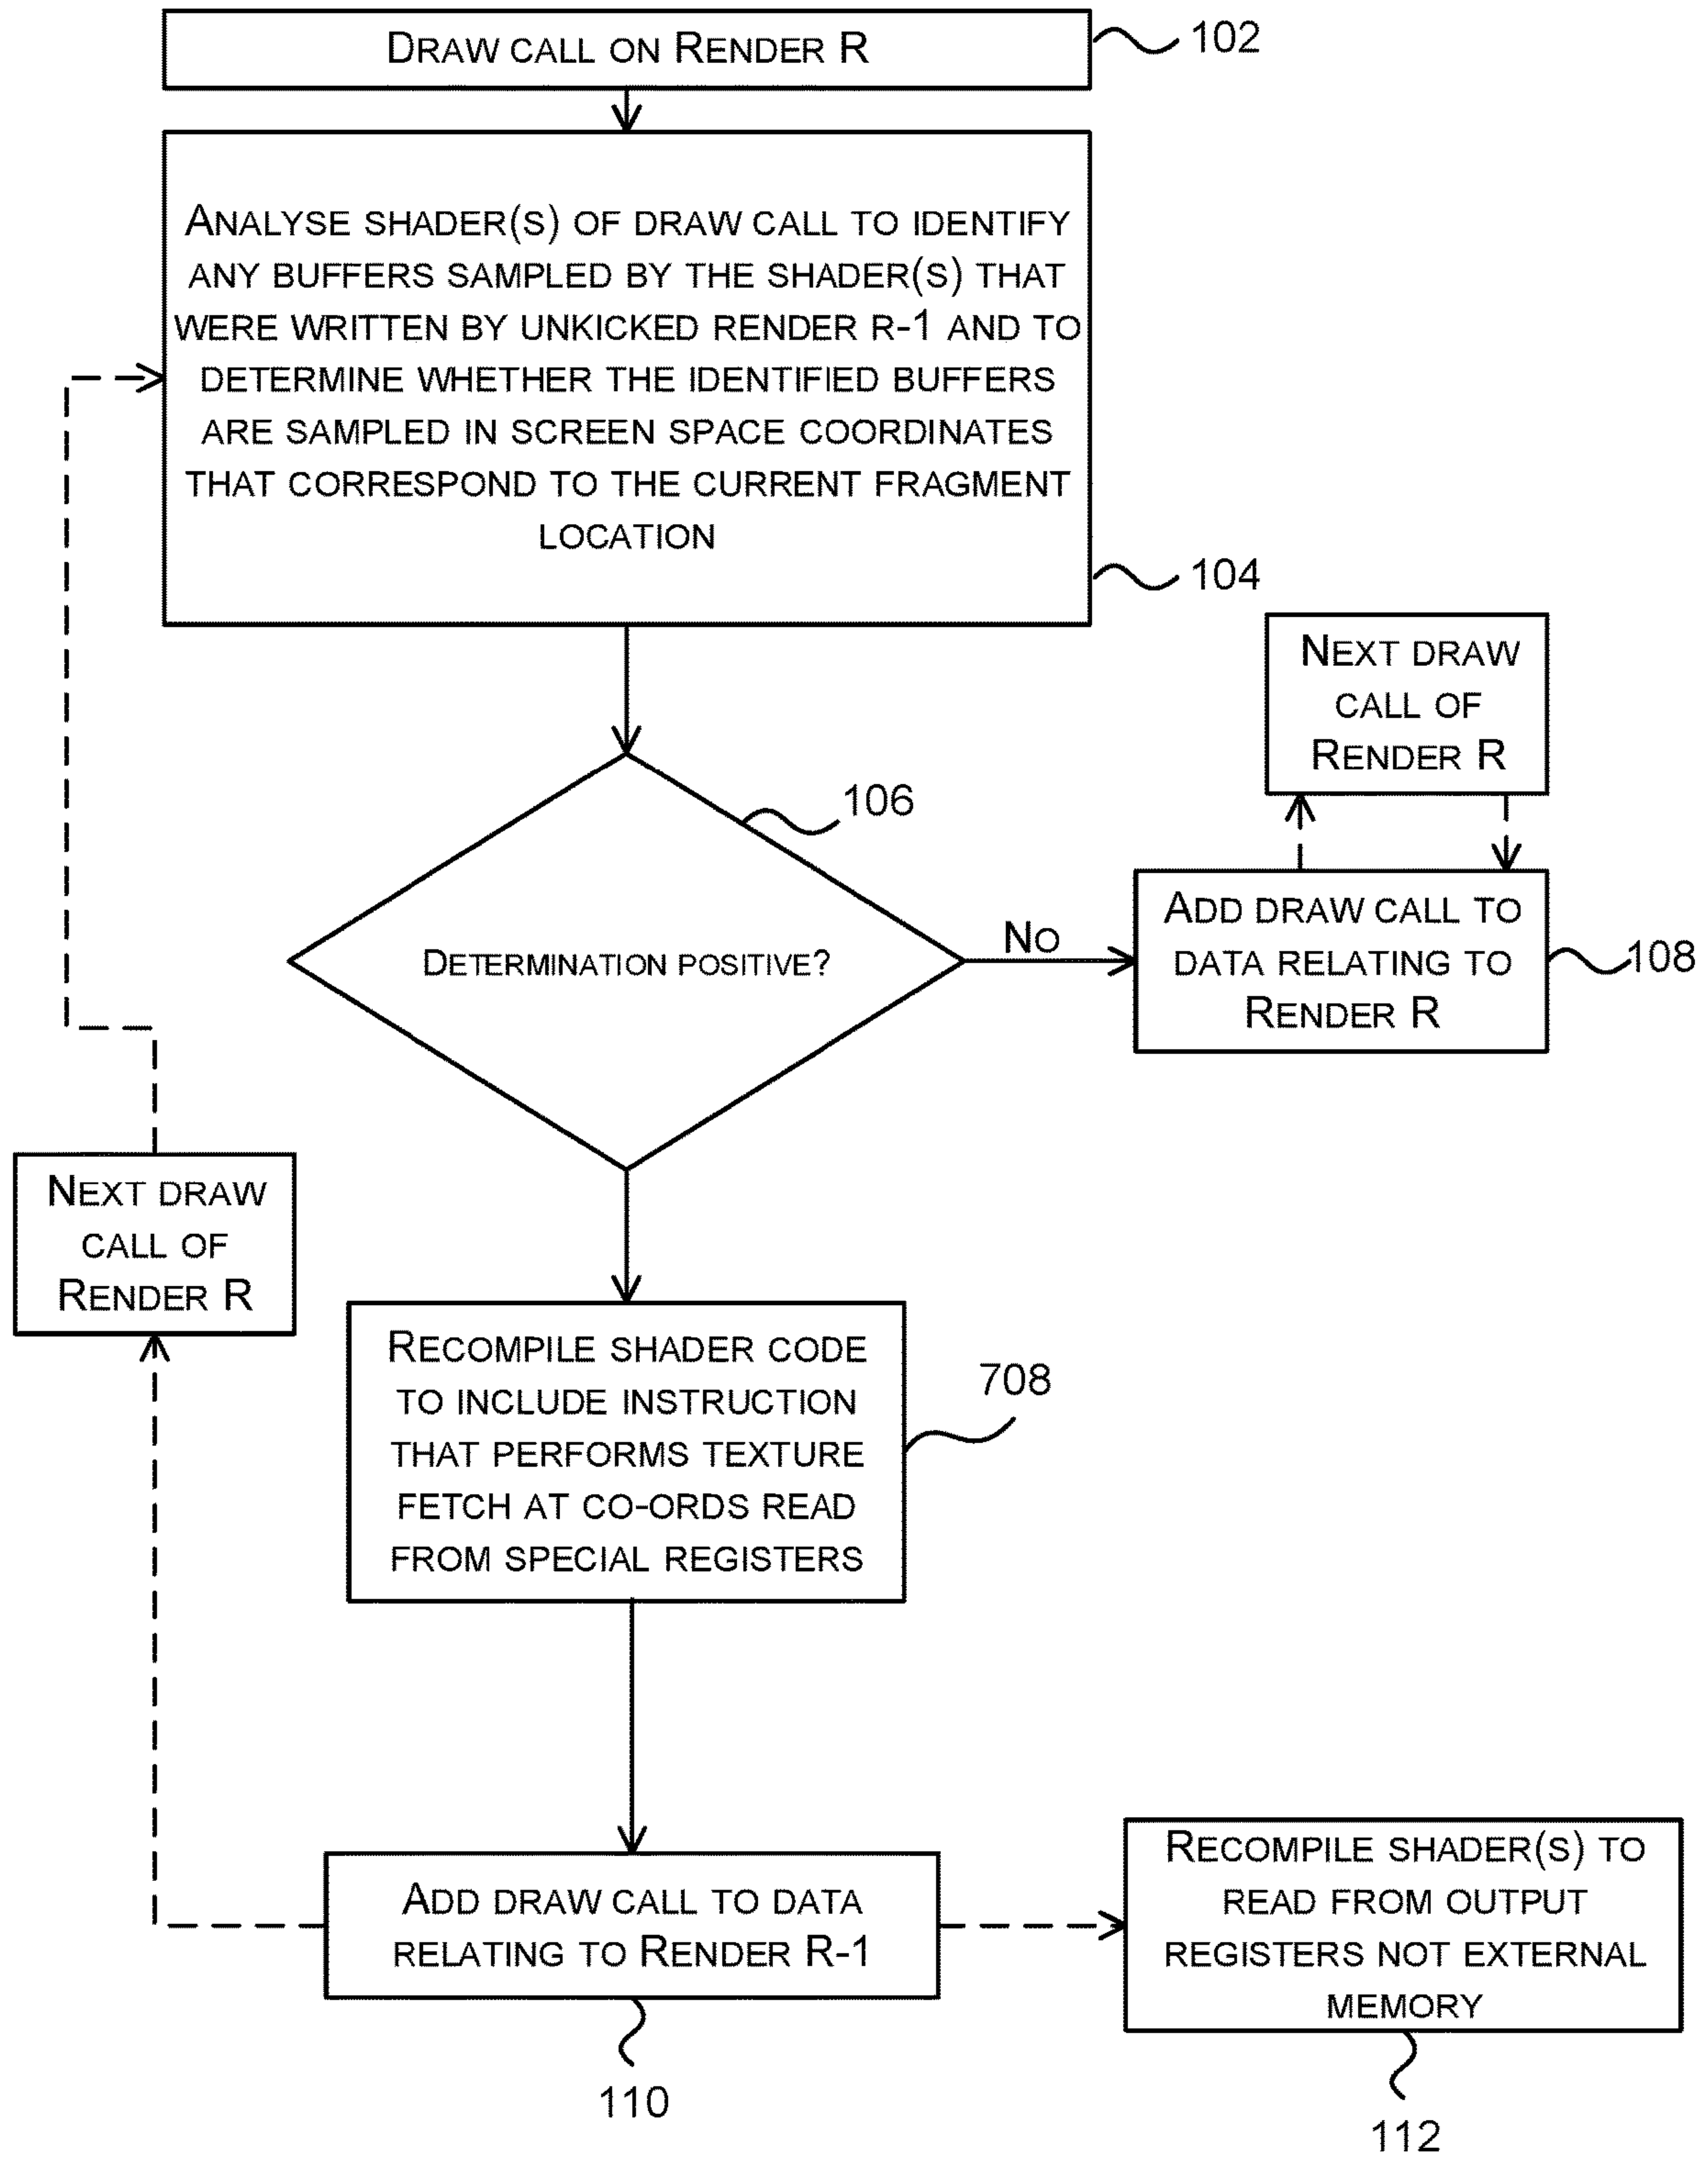 Draw call on Render R
102
Analyse shader(s) of draw call to identify
any buffers sampled by the shader(s) that
were written by unkicked render r-1 and to
determine whether the identified buffers
are sampled in screen space coordinates
that correspond to the current fragment
location
104
Next draw
call of
Render R
106
Determination positive?
No
Add draw call to
data relating to
Render R
108
Next draw
call of
Render R
Recompile shader code
to include instruction
that performs texture
fetch at co-ords read
from special registers
708
Add draw call to data
relating to Render R-1
110
Recompile shader(s) to
read from output
registers not external
memory
112